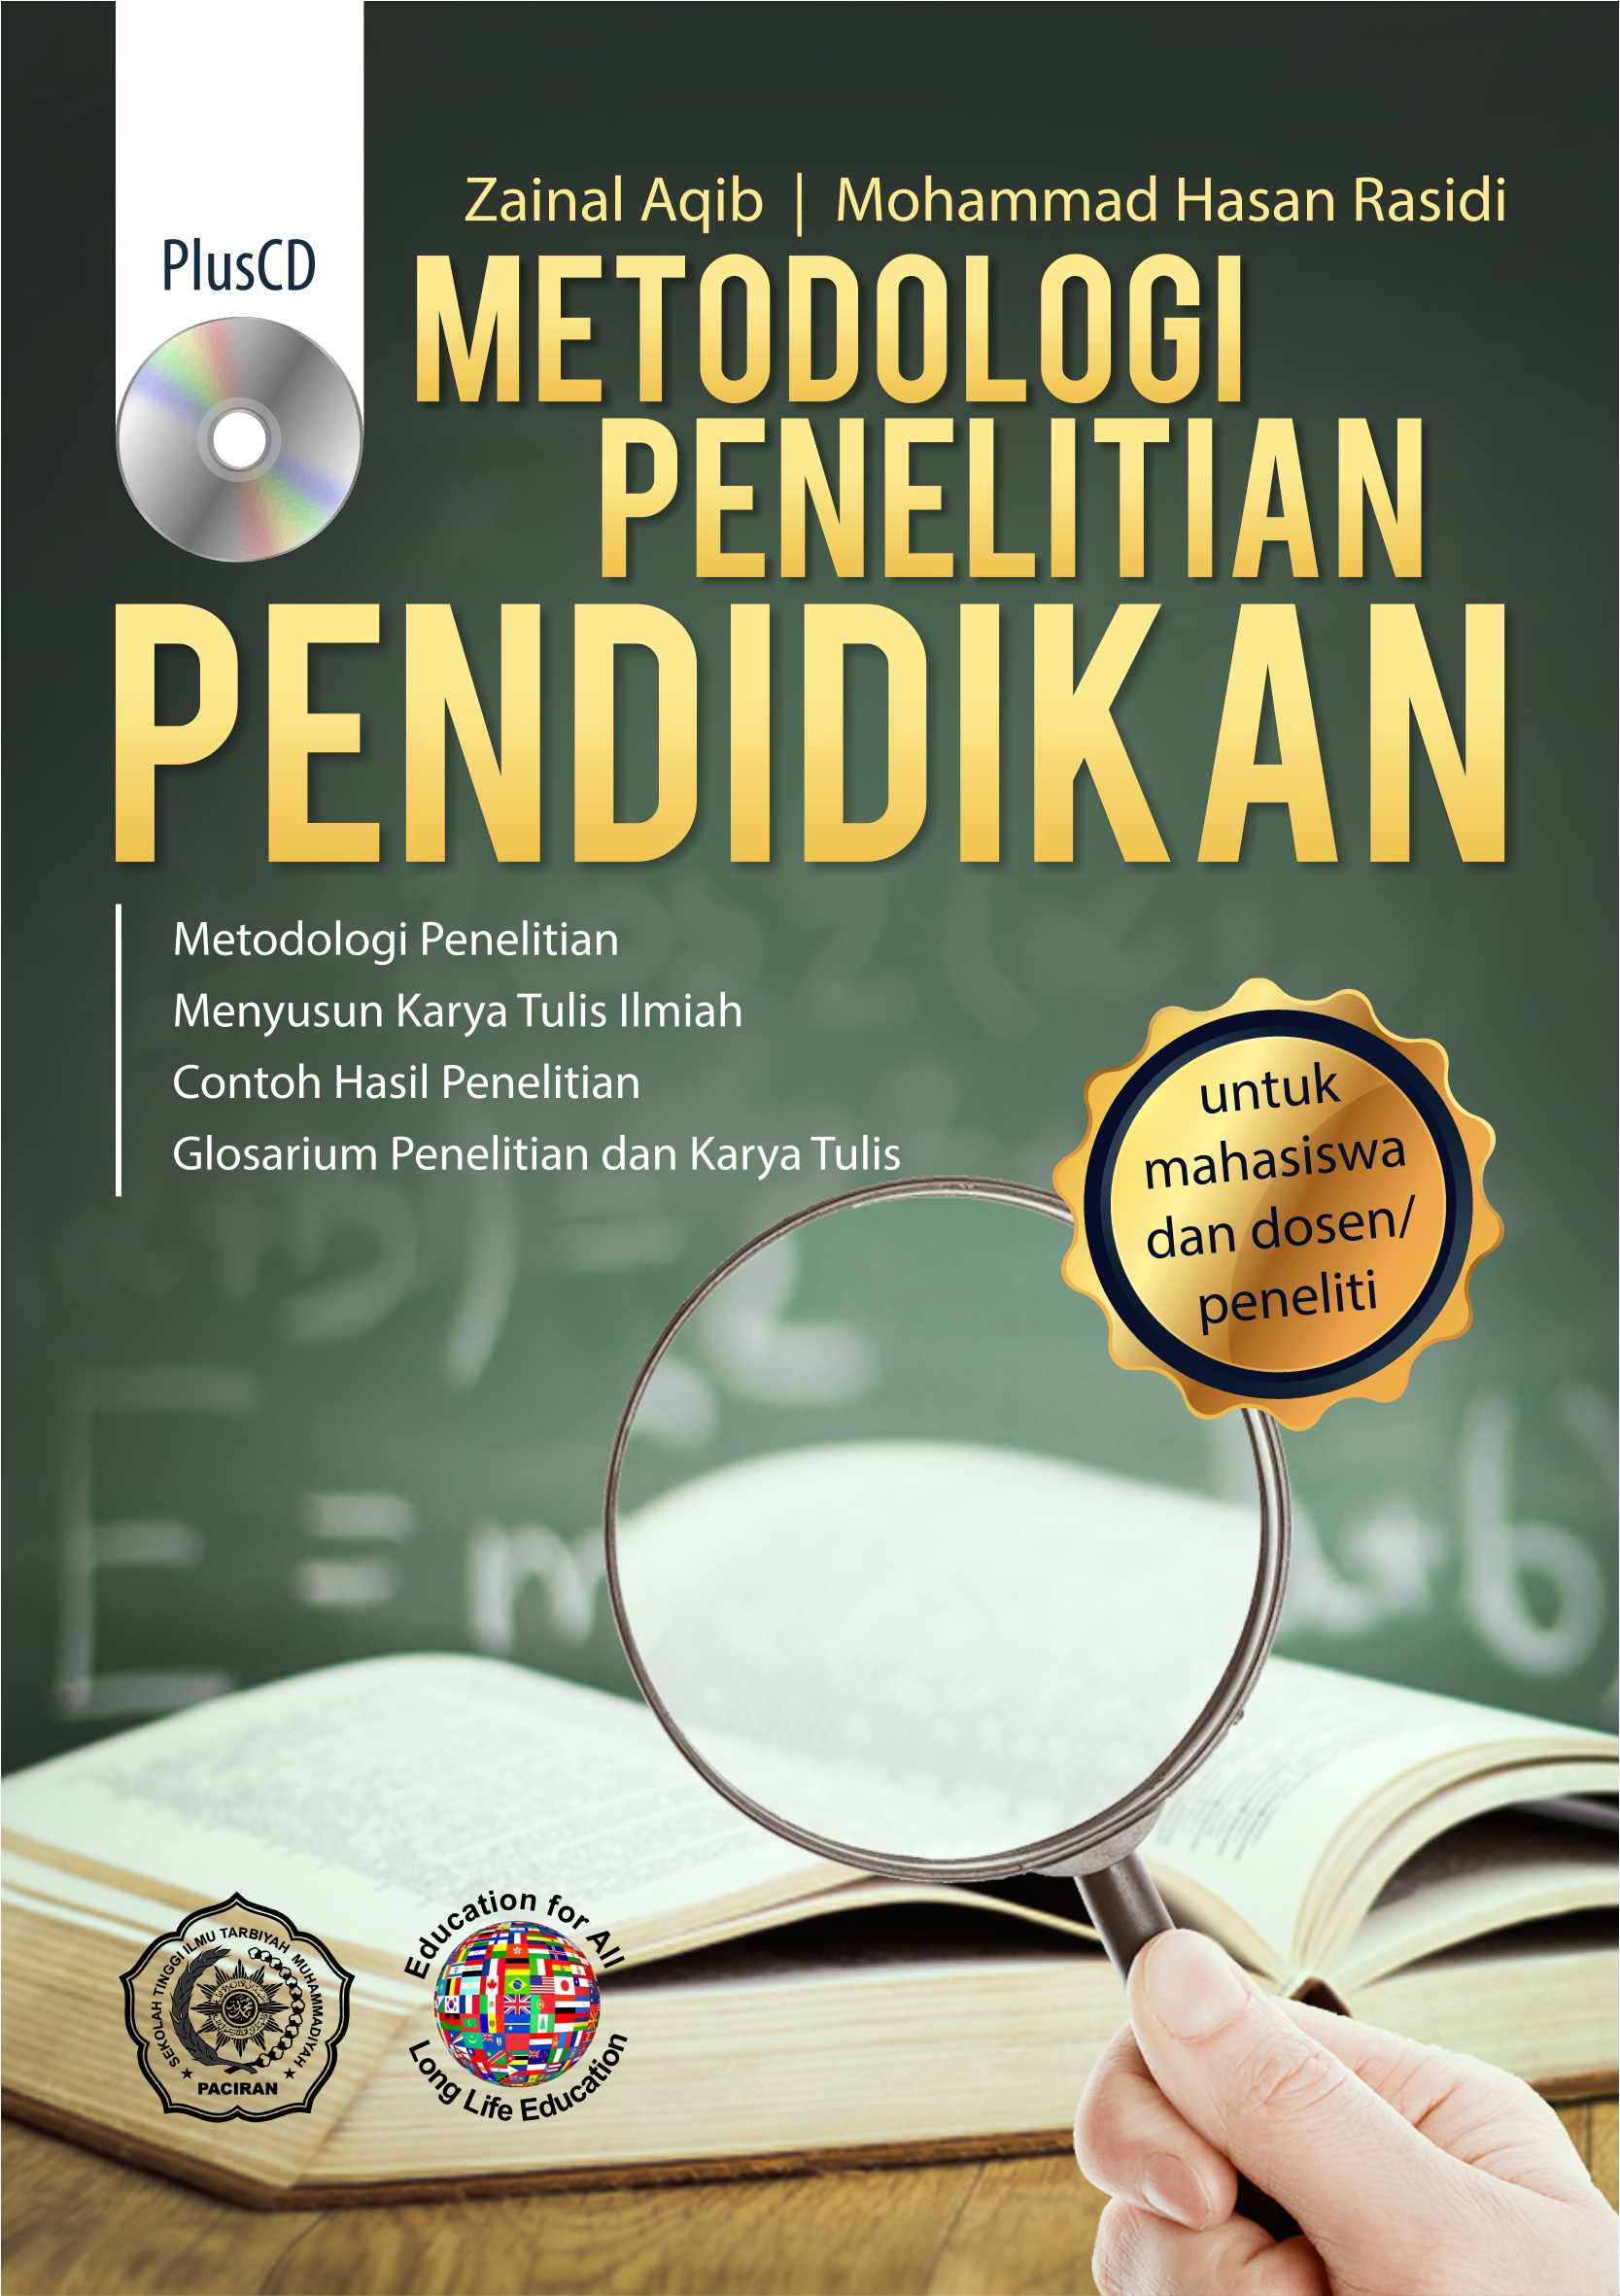 Zainal Aqib | Mohammad Hasan Rasidi
PlusCD
METODOLOGI
PENELITIAN
PENDIDIKAN
Metodologi Penelitian
Menyusun Karya Tulis Ilmiah
Contoh Hasil Penelitian
Glosarium Penelitian dan Karya Tulis
untuk
mahasiswa
dan dosen/
peneliti
E = m
+ b
SEKOLAH TINGGI ILMU TARBIYAH MUHAMMADIYAH
PACIRAN
Education for All
Long Life Education